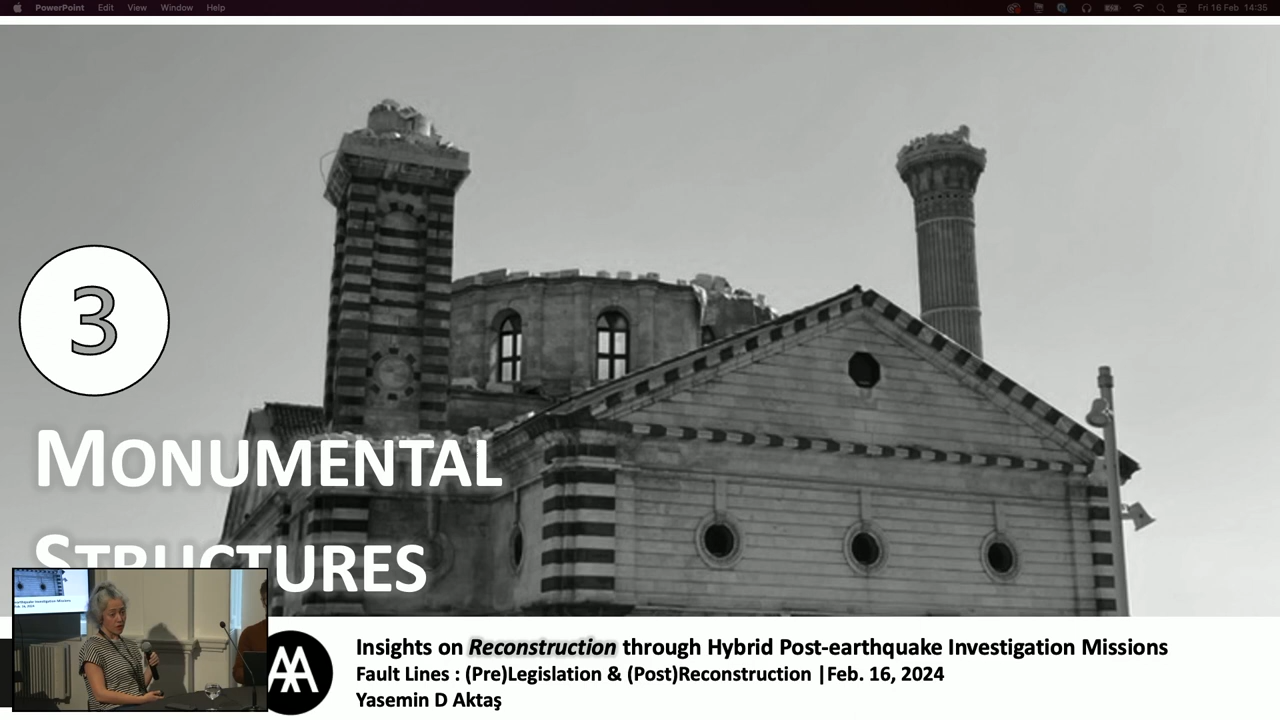 PowerPoint Edit View Window Help Fri 16 Feb 14:35
3
MONUMENTAL
STRUCTURES
AA
Insights on Reconstruction through Hybrid Post-earthquake Investigation Missions
Fault Lines : (Pre)Legislation & (Post)Reconstruction |Feb. 16, 2024
Yasemin D Aktaş